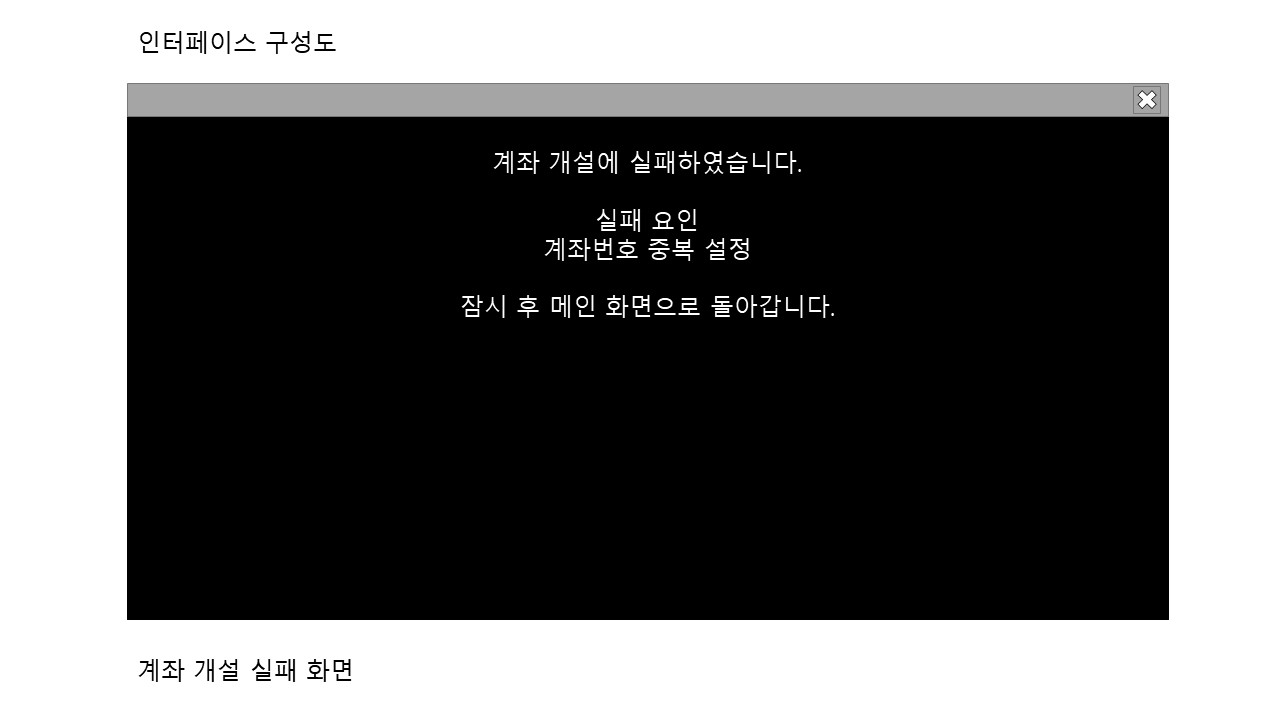 인터페이스 구성도
계좌 개설에 실패하였습니다.
실패 요인
계좌번호 중복 설정
잠시 후 메인 화면으로 돌아갑니다.
계좌 개설 실패 화면